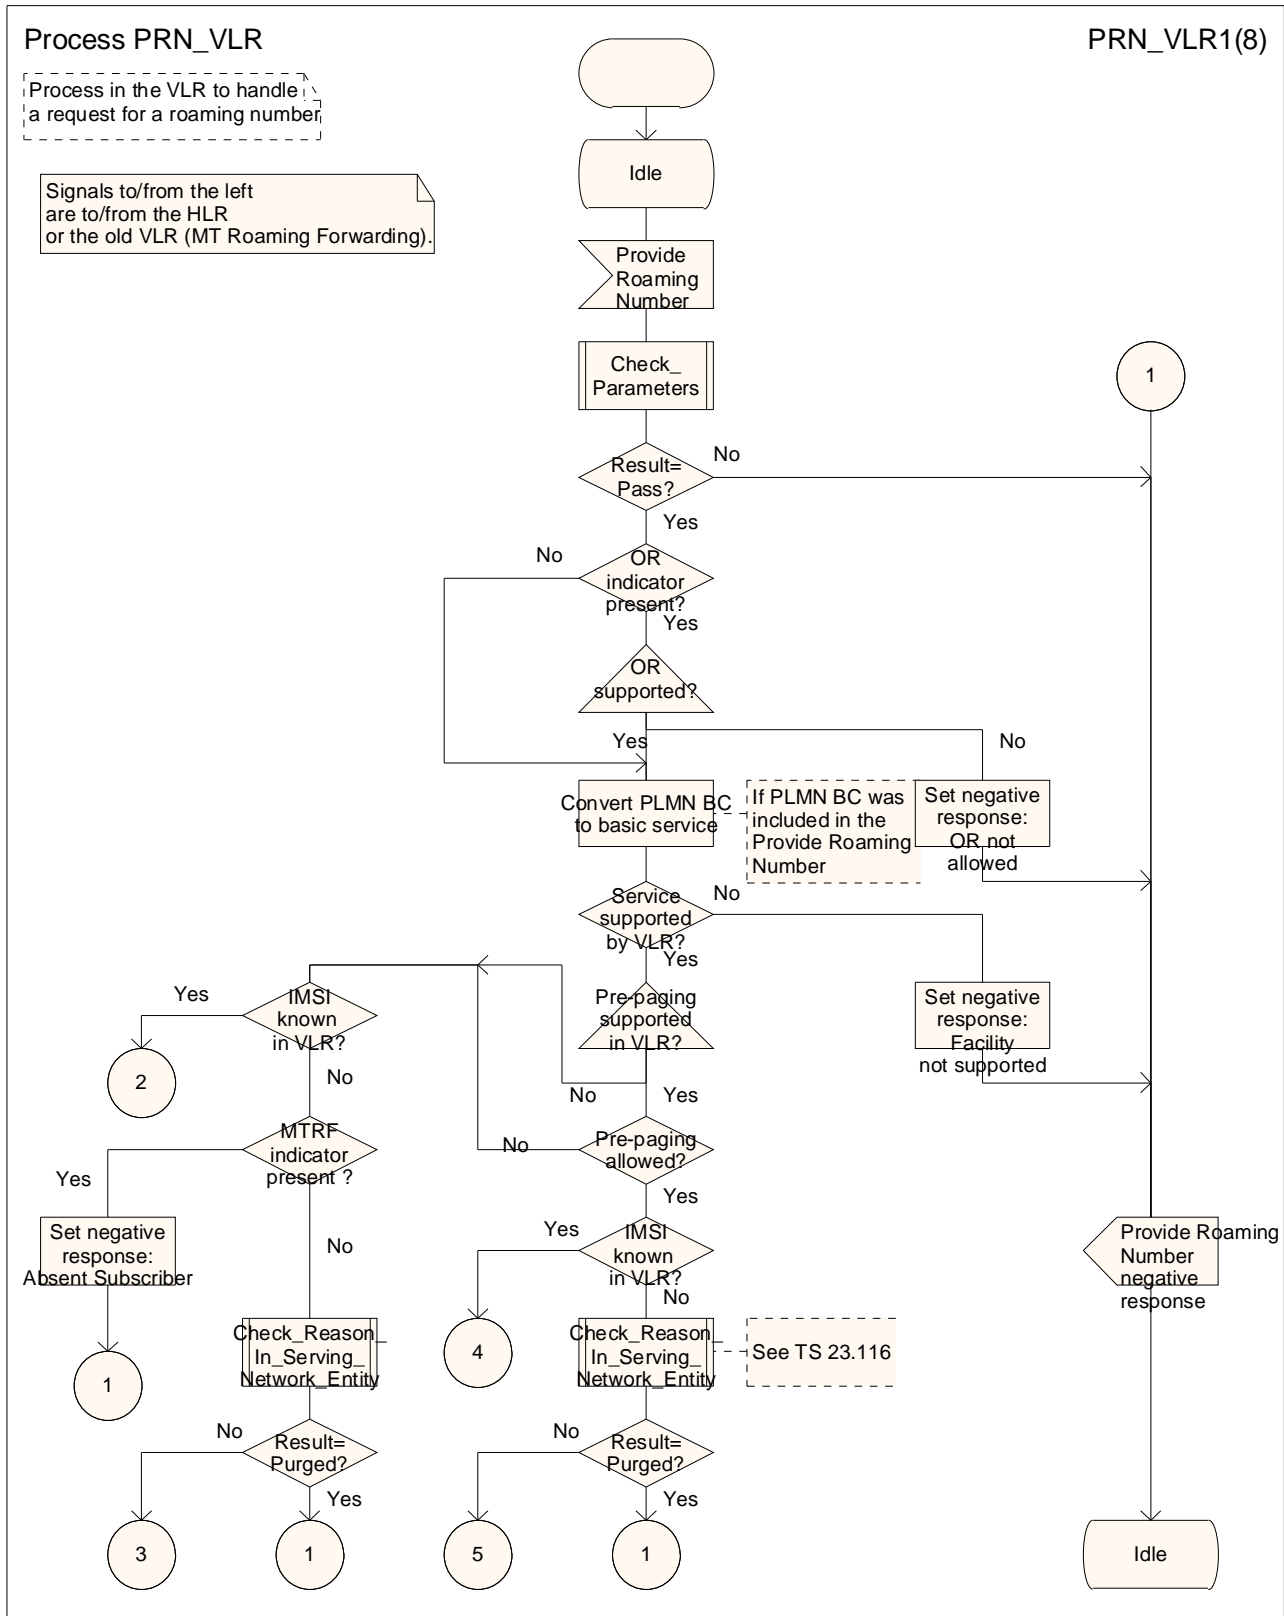 Process PRN_VLR
PRN_VLR1(8)
Process in the VLR to handle
a request for a roaming number
Signals to/from the left
are to/from the HLR
or the old VLR (MT Roaming Forwarding).
Idle
Provide
Roaming
Number
Check_
Parameters
1
Result=
Pass?
No
Yes
OR
indicator
present?
No
Yes
OR
supported?
Yes
No
Convert PLMN BC
to basic service
If PLMN BC was
included in the
Provide Roaming
Number
Set negative
response:
OR not
allowed
Service
supported
by VLR?
No
Yes
Yes
IMSI
known
in VLR?
Pre-paging
supported
in VLR?
Set negative
response:
Facility
not supported
2
No
No
Yes
MTRF
indicator
present ?
Yes
No
Pre-paging
allowed?
Yes
Set negative
response:
Absent Subscriber
No
Yes
IMSI
known
in VLR?
No
Provide Roaming
Number
negative
response
1
Check_Reason_
In_Serving_
Network_Entity
4
Check_Reason_
In_Serving_
Network_Entity
See TS 23.116
No
Result=
Purged?
Yes
No
Result=
Purged?
Yes
3
1
5
1
Idle